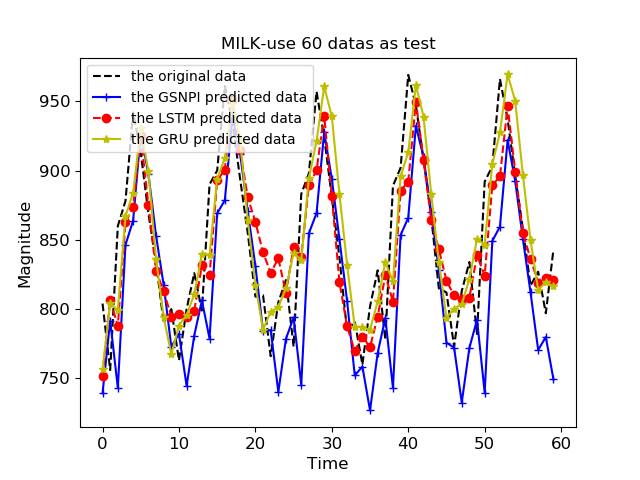 MILK-use 60 datas as test
the original data
the GSNPI predicted data
the LSTM predicted data
the GRU predicted data
Magnitude
950
900
850
800
750
0 10 20 30 40 50 60
Time